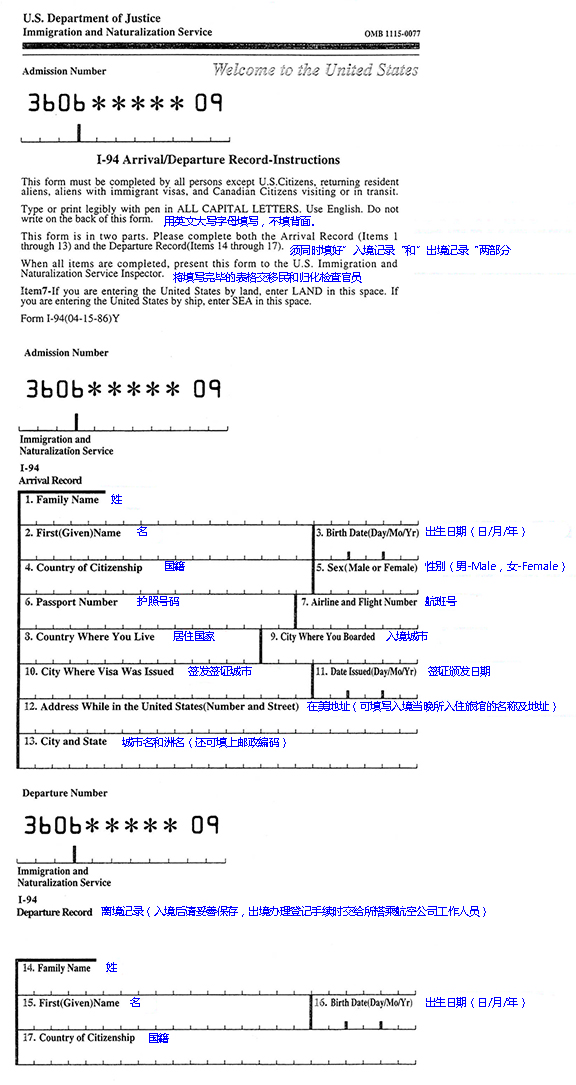 U.S. Department of Justice
Immigration and Naturalization Service OMB 1115-0077
Admission Number Welcome to the United States
3606***** 09
I-94 Arrival/Departure Record-Instructions
This form must be completed by all persons except U.S.Citizens, returning resident
aliens, aliens with immigrant visas, and Canadian Citizens visiting or in transit.
Type or print legibly with pen in ALL CAPITAL LETTERS. Use English. Do not
write on the back of this form. 用英文大写字母填写，不填背面。
This form is in two parts. Please complete both the Arrival Record (Items 1
through 13) and the Departure Record(Items 14 through 17). 须同时填好"入境记录"和"出境记录"两部分
When all items are completed, present this form to the U.S. Immigration and
Naturalization Service Inspector. 将填写完毕的表格交移民和归化检查官员
Item7-If you are entering the United States by land, enter LAND in this space. If
you are entering the United States by ship, enter SEA in this space.
Form I-94(04-15-86)Y
Admission Number
3606***** 09
Immigration and
Naturalization Service
I-94
Arrival Record
1. Family Name 姓
2. First(Given)Name 名 3. Birth Date(Day/Mo/Yr) 出生日期（日/月/年）
4. Country of Citizenship 国籍 5. Sex(Male or Female) 性别（男-Male，女-Female）
6. Passport Number 护照号码 7. Airline and Flight Number 航班号
3. Country Where You Live 居住国家 9. City Where You Boarded 入境城市
10. City Where Visa Was Issued 签发签证城市 11. Date Issued(Day/Mo/Yr) 签证颁发日期
12. Address While in the United States(Number and Street) 在美地址（可填写入境当晚所入住旅馆的名称及地址）
13. City and State 城市名和洲名（还可填上邮政编码）
Departure Number
3606***** 09
Immigration and
Naturalization Service
I-94
Departure Record 离境记录（入境后请妥善保存，出境办理登记手续时交给所搭乘航空公司工作人员）
14. Family Name 姓
15. First(Given)Name 名 16. Birth Date(Day/Mo/Yr) 出生日期（日/月/年）
17. Country of Citizenship 国籍